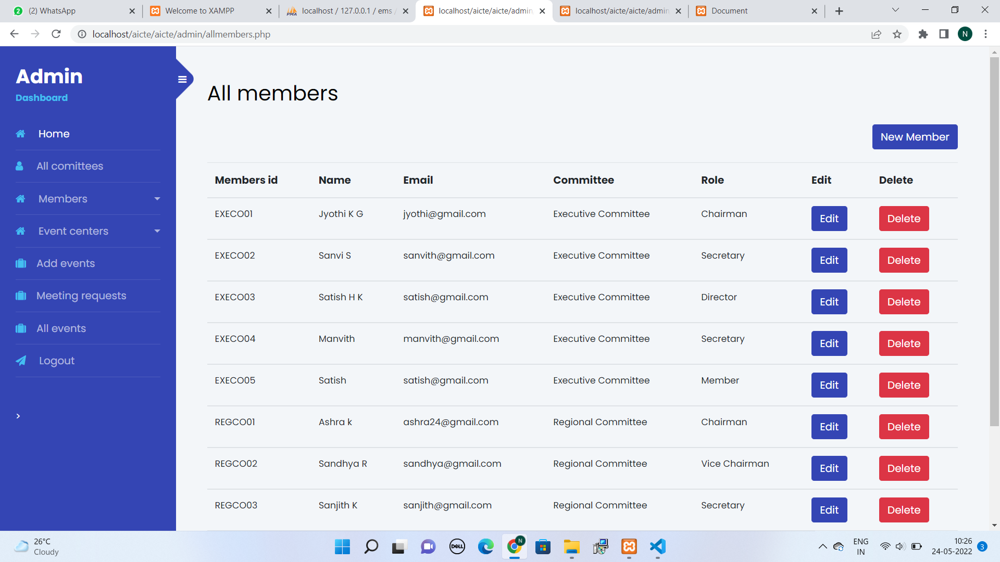 (2) WhatsApp
Welcome to XAMPP
localhost / 127.0.0.1 / ems /
localhost/aicte/aicte/admin
localhost/aicte/aicte/admin
Document
localhost/aicte/aicte/admin/allmembers.php
N
Admin
Dashboard
Home
All comittees
Members
Event centers
Add events
Meeting requests
All events
Logout
>
All members
New Member
Members id Name Email Committee Role Edit Delete
EXECO01 Jyothi K G jyothi@gmail.com Executive Committee Chairman Edit Delete
EXECO02 Sanvi S sanvith@gmail.com Executive Committee Secretary Edit Delete
EXECO03 Satish H K satish@gmail.com Executive Committee Director Edit Delete
EXECO04 Manvith manvith@gmail.com Executive Committee Secretary Edit Delete
EXECO05 Satish satish@gmail.com Executive Committee Member Edit Delete
REGCO01 Ashra k ashra24@gmail.com Regional Committee Chairman Edit Delete
REGCO02 Sandhya R sandhya@gmail.com Regional Committee Vice Chairman Edit Delete
REGCO03 Sanjith K sanjith@gmail.com Regional Committee Secretary Edit Delete
26°C
Cloudy
DELL
N
ENG
IN
10:26
24-05-2022
3